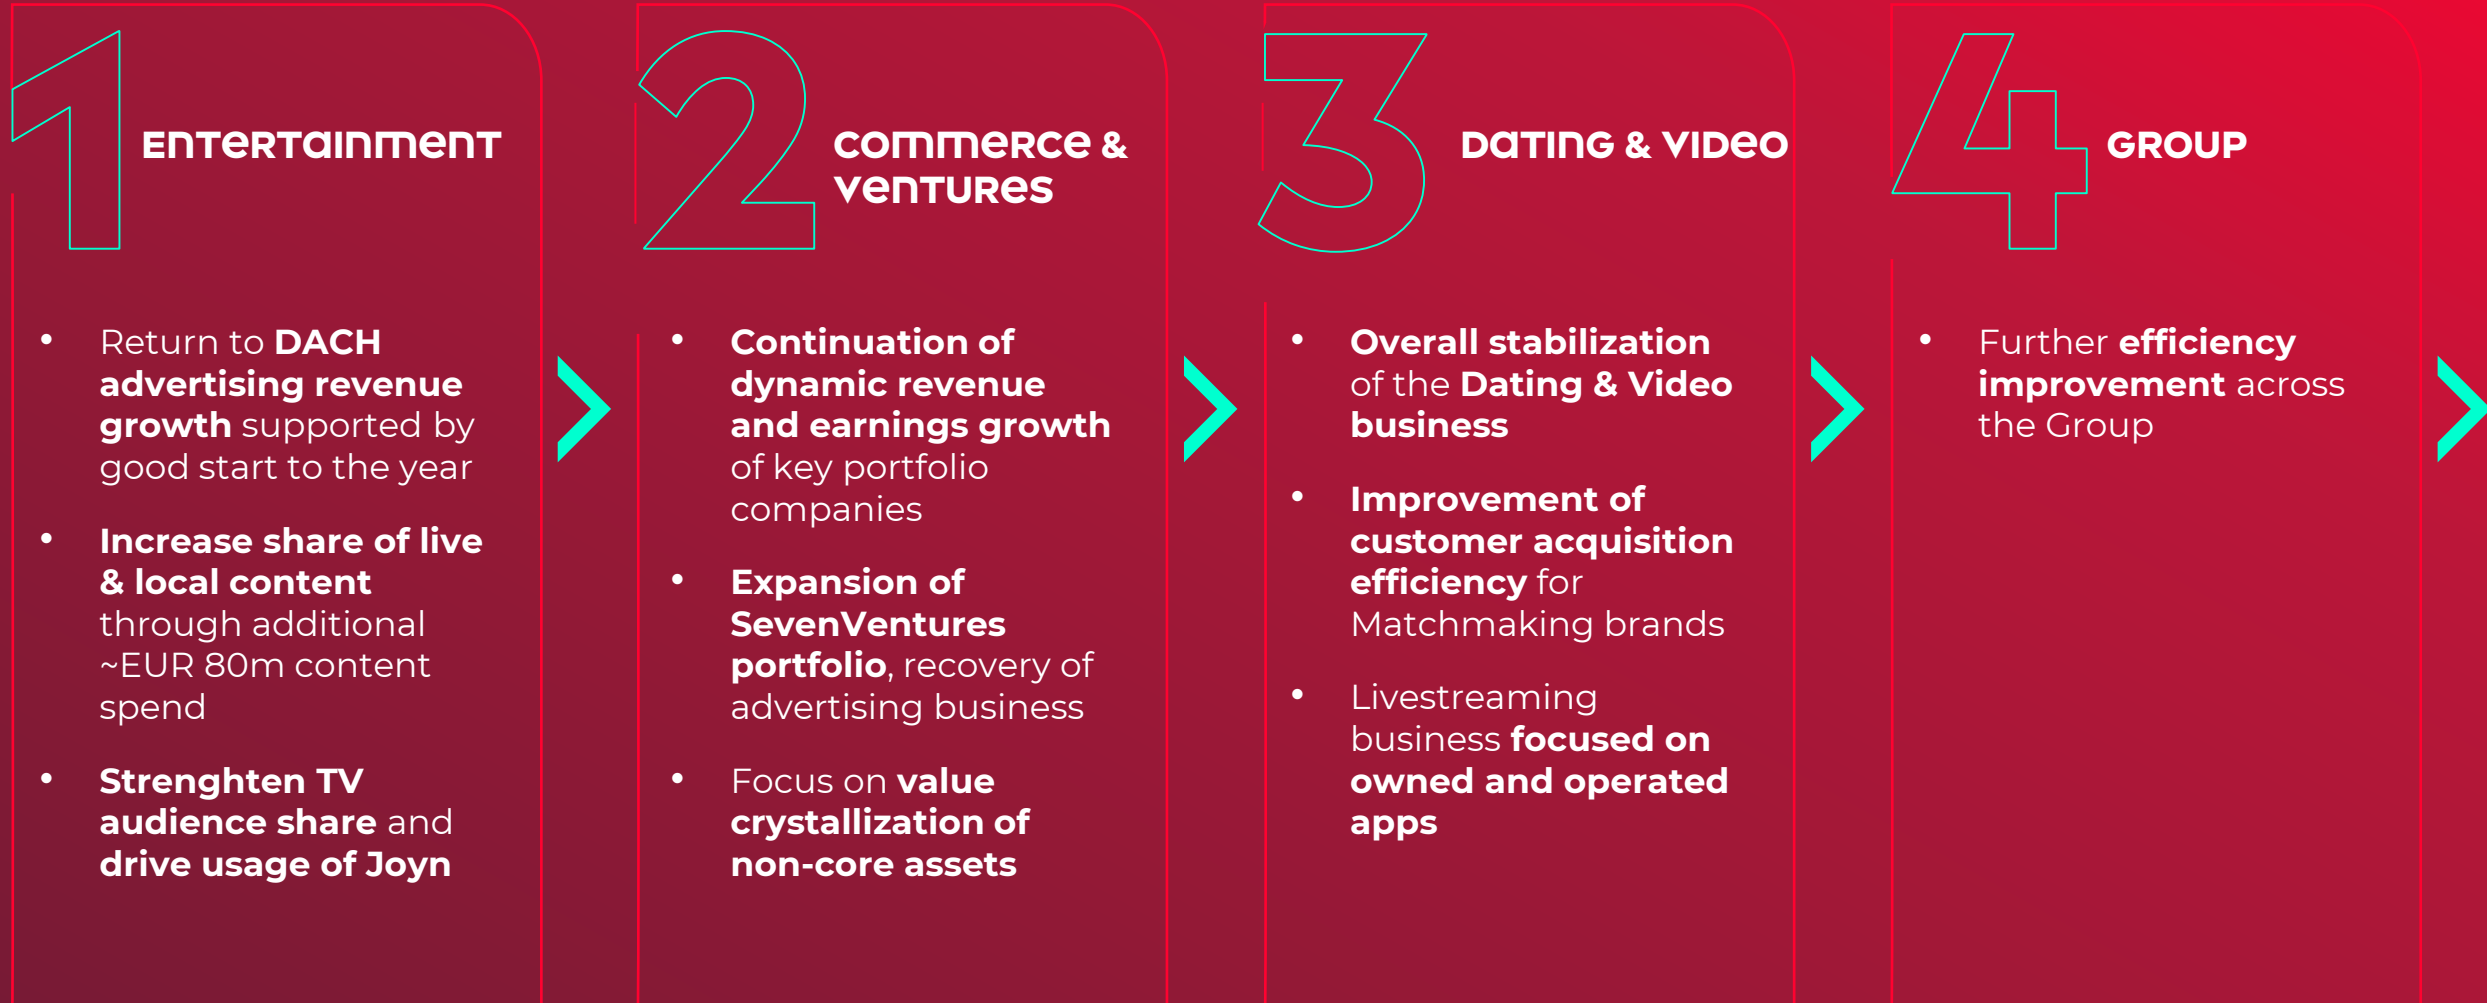 1
ENTERTAINMENT
• Return to DACH
advertising revenue
growth supported by
good start to the year
• Increase share of live
& local content
through additional
~EUR 80m content
spend
• Strenghten TV
audience share and
drive usage of Joyn
2
COMMERCE &
VENTURES
• Continuation of
dynamic revenue
and earnings growth
of key portfolio
companies
• Expansion of
SevenVentures
portfolio, recovery of
advertising business
• Focus on value
crystallization of
non-core assets
3
DATING & VIDEO
• Overall stabilization
of the Dating & Video
business
• Improvement of
customer acquisition
efficiency for
Matchmaking brands
• Livestreaming
business focused on
owned and operated
apps
4
GROUP
• Further efficiency
improvement across
the Group